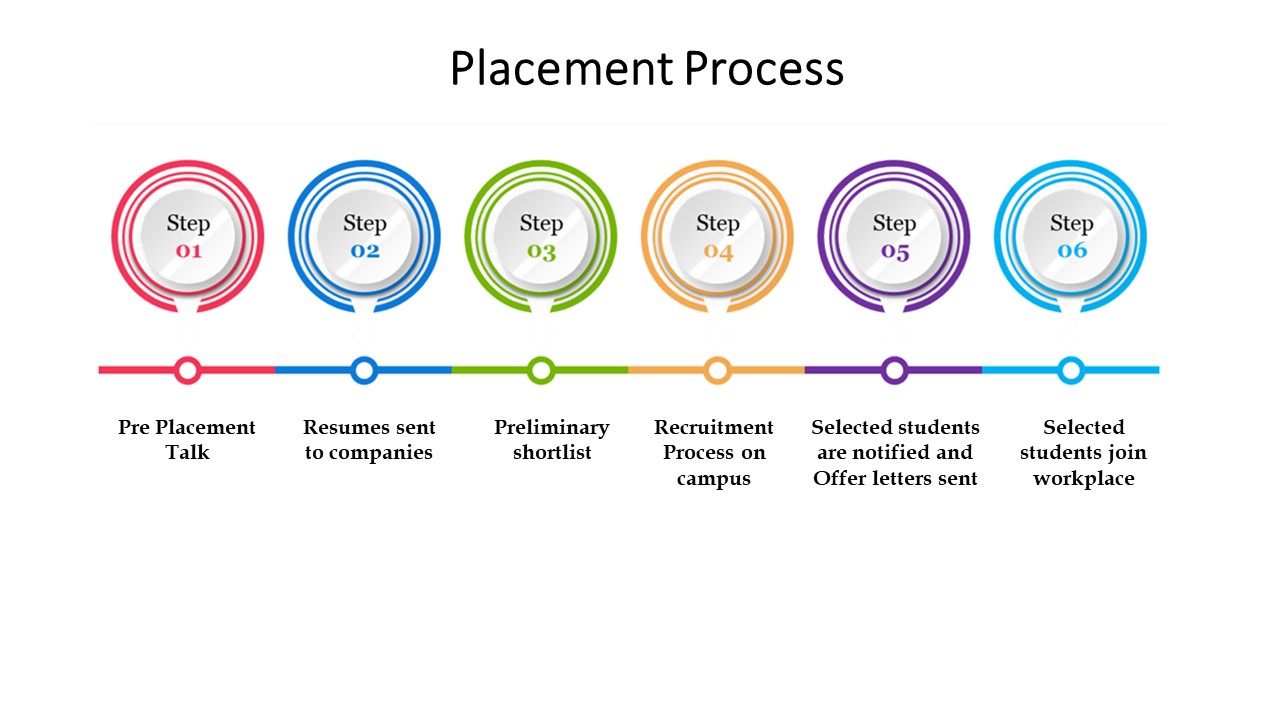 Placement Process
Step
01
Step
02
Step
03
Step
04
Step
05
Step
06
Pre Placement
Talk
Resumes sent
to companies
Preliminary
shortlist
Recruitment
Process on
campus
Selected students
are notified and
Offer letters sent
Selected
students join
workplace